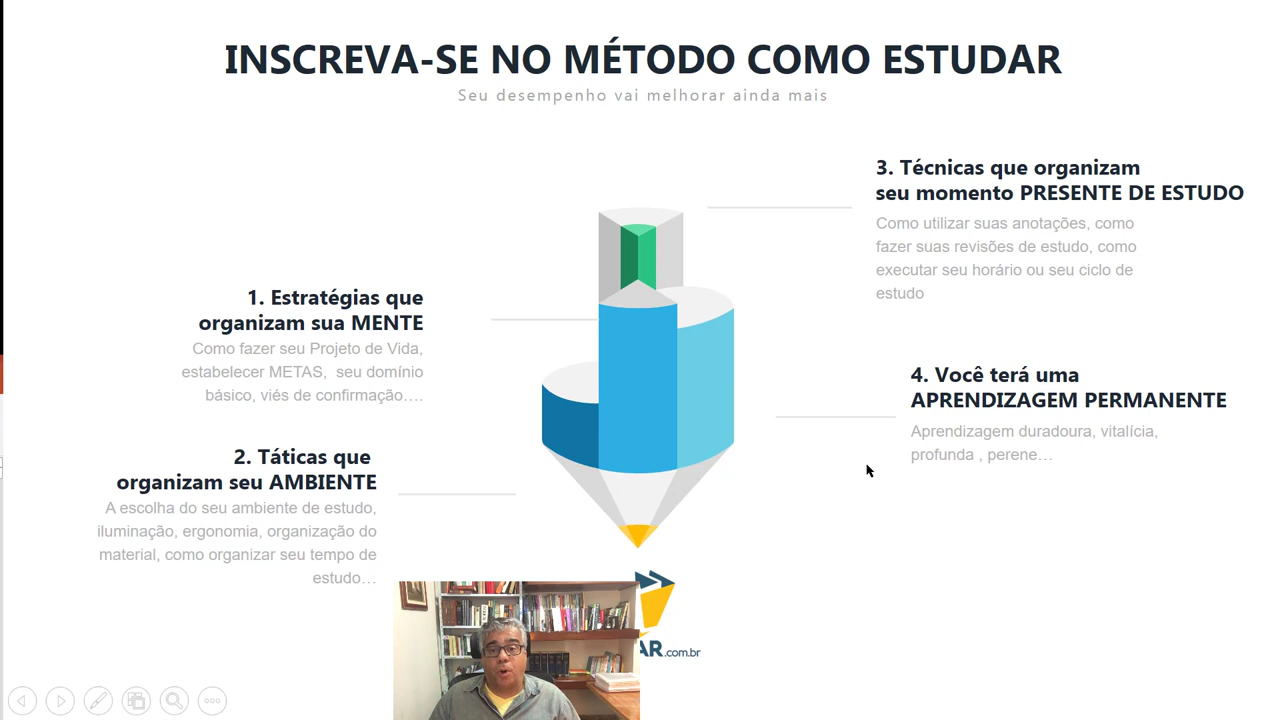 INSCREVA-SE NO MÉTODO COMO ESTUDAR
Seu desempenho vai melhorar ainda mais
1. Estratégias que
organizam sua MENTE
Como fazer seu Projeto de Vida,
estabelecer METAS, seu domínio
básico, viés de confirmação….
2. Táticas que
organizam seu AMBIENTE
A escolha do seu ambiente de estudo,
iluminação, ergonomia, organização do
material, como organizar seu tempo de
estudo…
3. Técnicas que organizam
seu momento PRESENTE DE ESTUDO
Como utilizar suas anotações, como
fazer suas revisões de estudo, como
executar seu horário ou seu ciclo de
estudo
4. Você terá uma
APRENDIZAGEM PERMANENTE
Aprendizagem duradoura, vitalícia,
profunda , perene…
AR.com.br